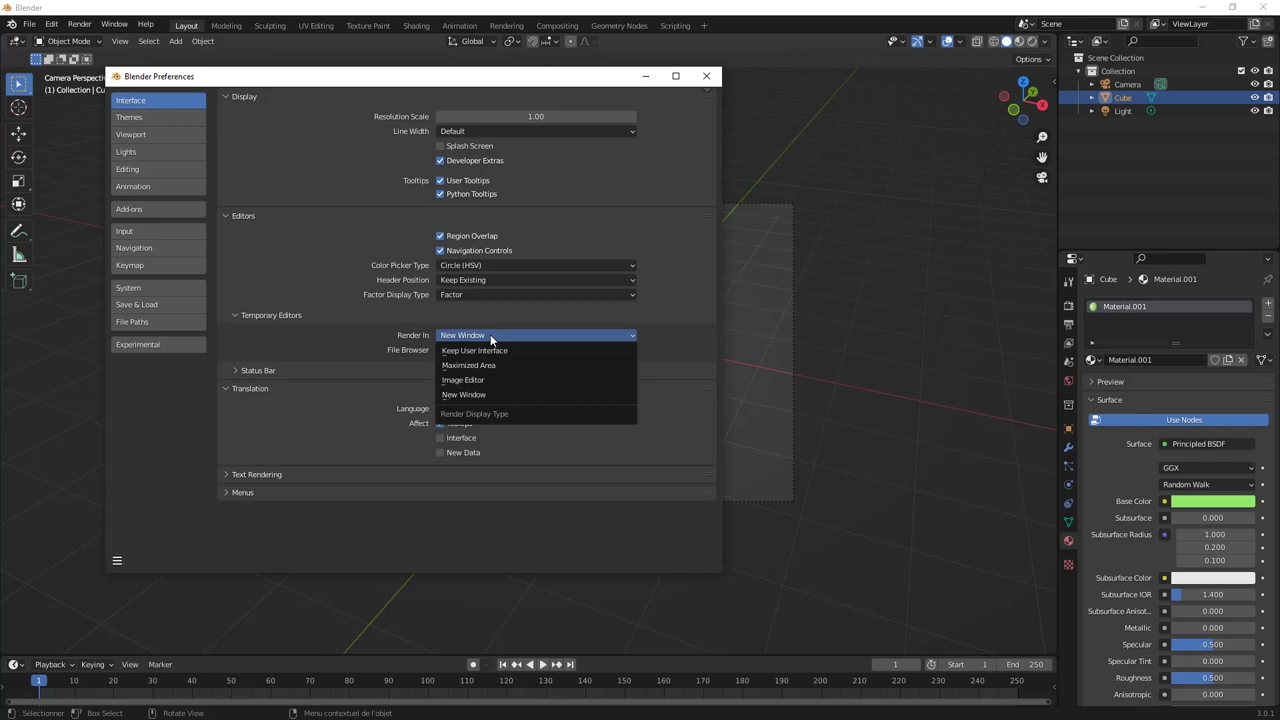 Blender
File Edit Render Window Help Layout Modeling Sculpting UV Editing Texture Paint Shading Animation Rendering Compositing Geometry Nodes Scripting + Scene ViewLayer
Object Mode View Select Add Object Global
Options
Camera Perspective
(1) Collection | Cube
Blender Preferences
Interface
Themes
Viewport
Lights
Editing
Animation
Add-ons
Input
Navigation
Keymap
System
Save & Load
File Paths
Experimental
Display
Resolution Scale 1.00
Line Width Default
Splash Screen
Developer Extras
Tooltips User Tooltips
Python Tooltips
Editors
Region Overlap
Navigation Controls
Color Picker Type Circle (HSV)
Header Position Keep Existing
Factor Display Type Factor
Temporary Editors
Render In New Window
File Browser
Keep User Interface
Maximized Area
Image Editor
New Window
Render Display Type
Status Bar
Translation
Language
Affect
Interface
New Data
Text Rendering
Menus
Z
Y
X
Scene Collection
Collection
Camera
Cube
Light
Cube Material.001
Material.001
Material.001
Preview
Surface
Use Nodes
Surface Principled BSDF
GGX
Random Walk
Base Color
Subsurface 0.000
Subsurface Radius 1.000
0.200
0.100
Subsurface Color
Subsurface IOR 1.400
Subsurface Anisot... 0.000
Metallic 0.000
Specular 0.500
Specular Tint 0.000
Roughness 0.500
Anisotropic 0.000
Playback Keying View Marker 1 Start 1 End 250
1 10 20 30 40 50 60 70 80 90 100 110 120 130 140 150 160 170 180 190 200 210 220 230 240 250
Sélectionner Box Select Rotate View Menu contextuel de l'objet 3.0.1